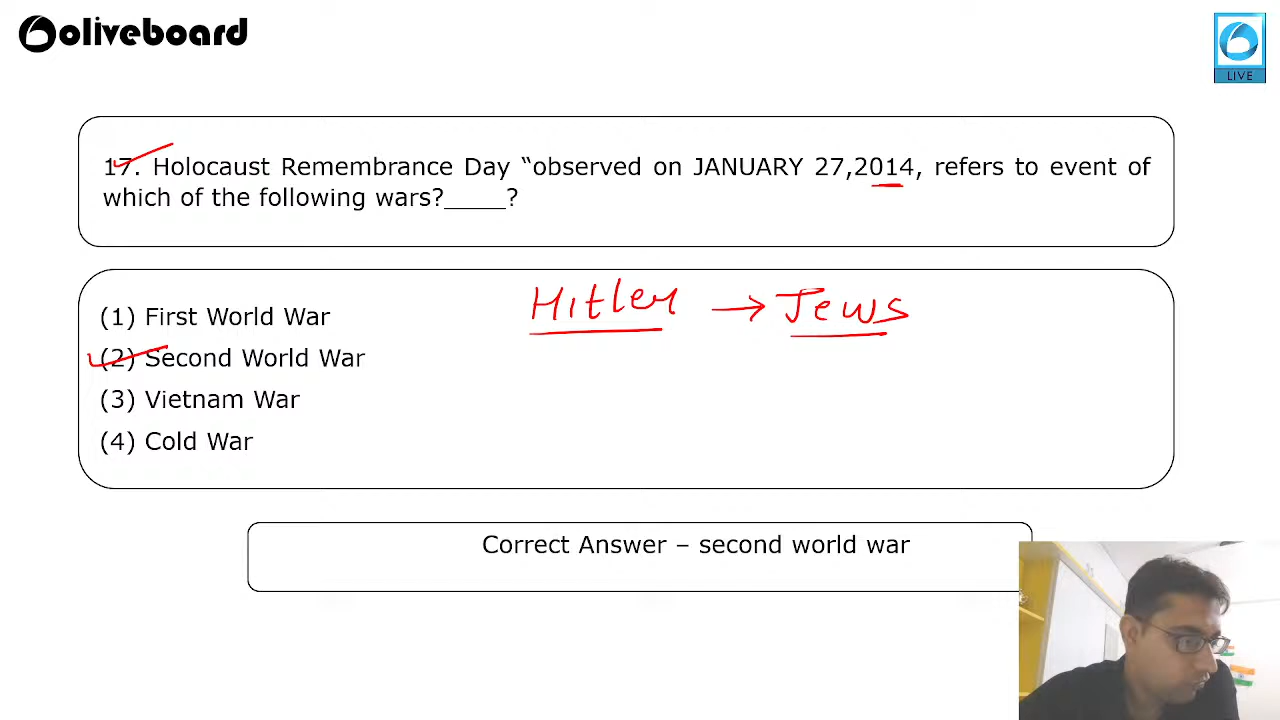 oliveboard
LIVE
17. Holocaust Remembrance Day “observed on JANUARY 27,2014, refers to event of
which of the following wars?_____?
Hitler → Jews
(1) First World War
(2) Second World War
(3) Vietnam War
(4) Cold War
Correct Answer – second world war